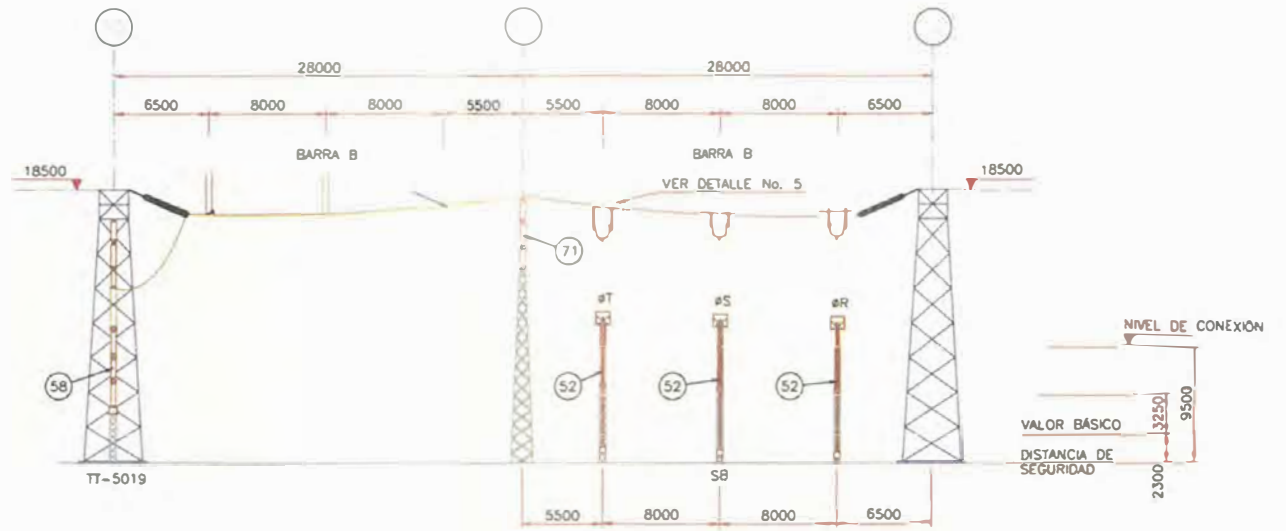 28000 28000
6500 8000 8000 5500 5500 8000 8000 6500
BARRA B BARRA B
18500 18500
VER DETALLE No. 5
71
øT øS øR
NIVEL DE CONEXIÓN
58 52 52 52
3250
9500
VALOR BÁSICO
DISTANCIA DE
SEGURIDAD
2300
TT-5019 S8
5500 8000 8000 6500